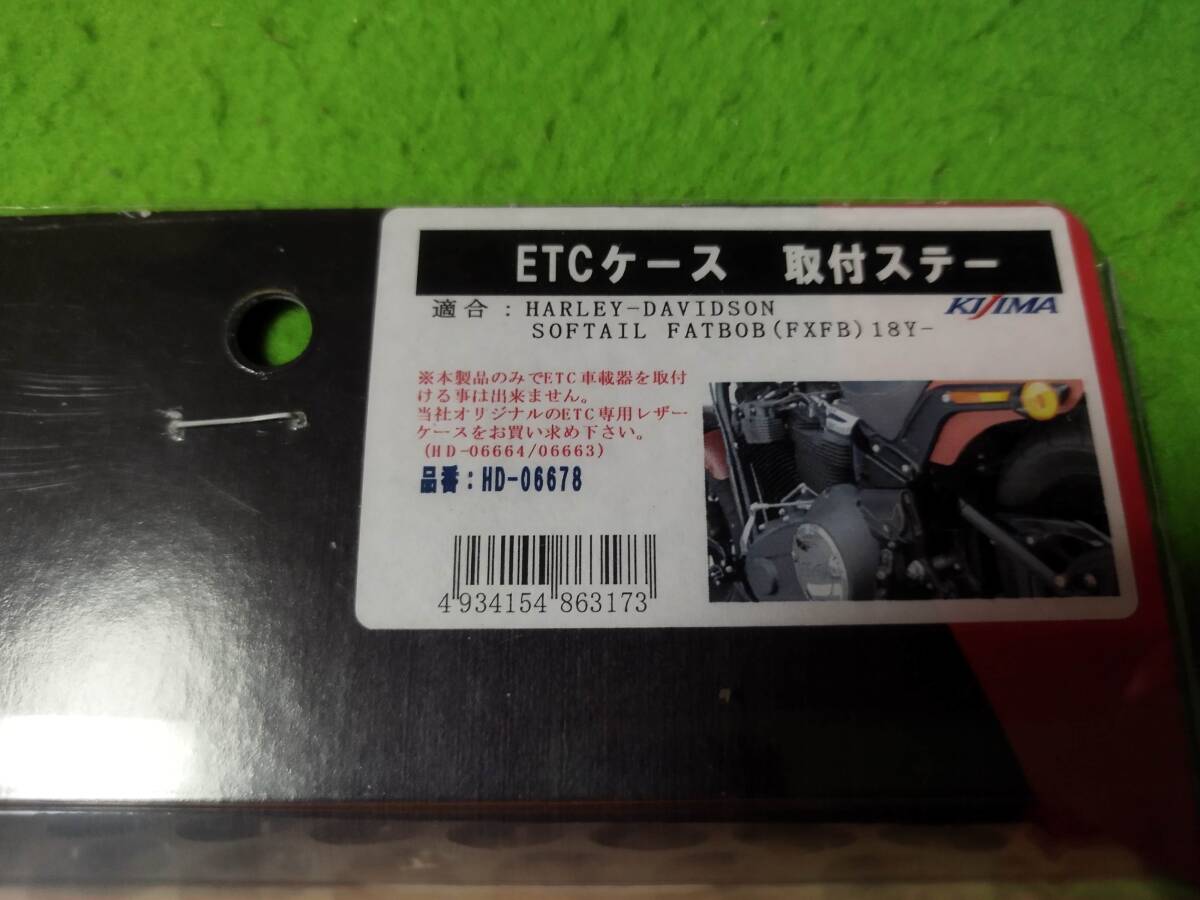 ETCケース 取付ステー
適合:HARLEY-DAVIDSON
KIJIMA
SOFTAIL FATBOB(FXFB)18Y-
※本製品のみでETC車載器を取付
ける事は出来ません。
当社オリジナルのETC専用レザー
ケースをお買い求め下さい。
(HD-06664/06663)
品番:HD-06678
4 934154 863173